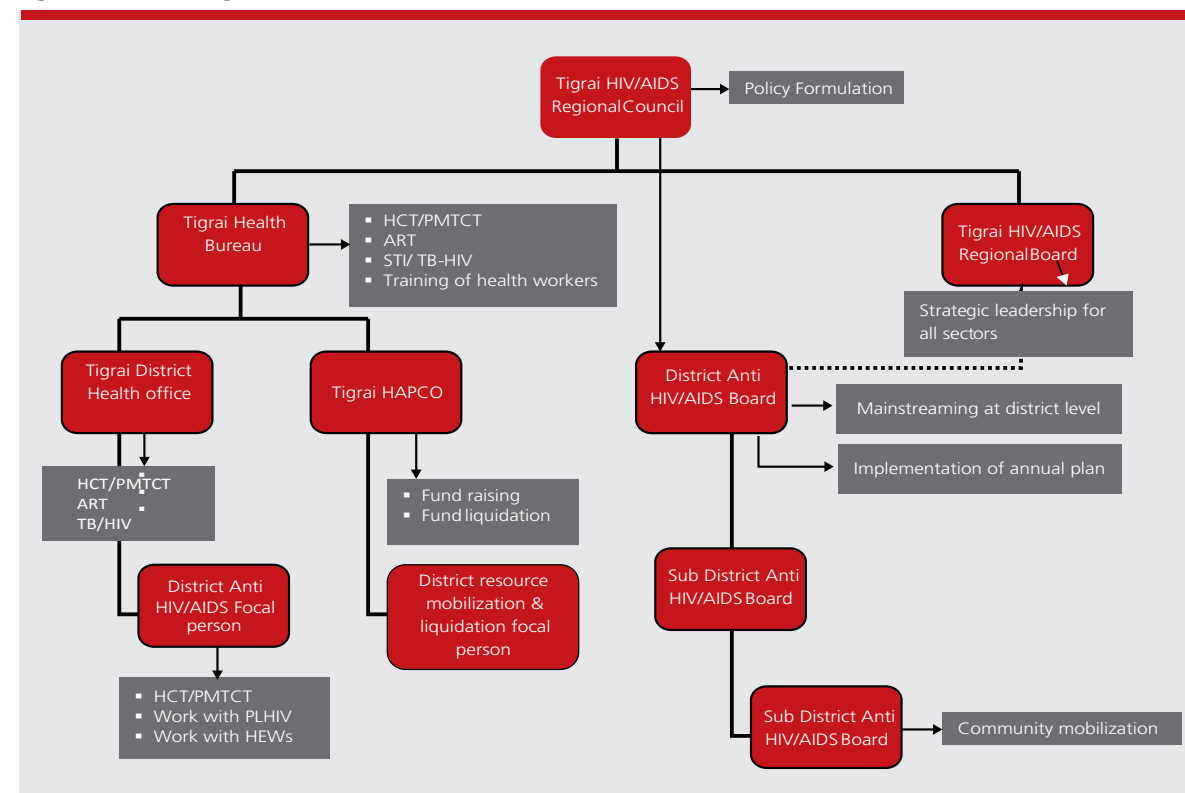 Tigrai HIV/AIDS
Regional Council
Policy Formulation
Tigrai Health
Bureau
▪ HCT/PMTCT
▪ ART
▪ STI/ TB-HIV
▪ Training of health workers
Tigrai HIV/AIDS
Regional Board
Strategic leadership for
all sectors
Tigrai District
Health office
Tigrai HAPCO
District Anti
HIV/AIDS Board
Mainstreaming at district level
Implementation of annual plan
HCT/PMTCT
ART
TB/HIV
▪ Fund raising
▪ Fund liquidation
District Anti
HIV/AIDS Focal
person
District resource
mobilization &
liquidation focal
person
Sub District Anti
HIV/AIDS Board
▪ HCT/PMTCT
▪ Work with PLHIV
▪ Work with HEWs
Sub District Anti
HIV/AIDS Board
Community mobilization